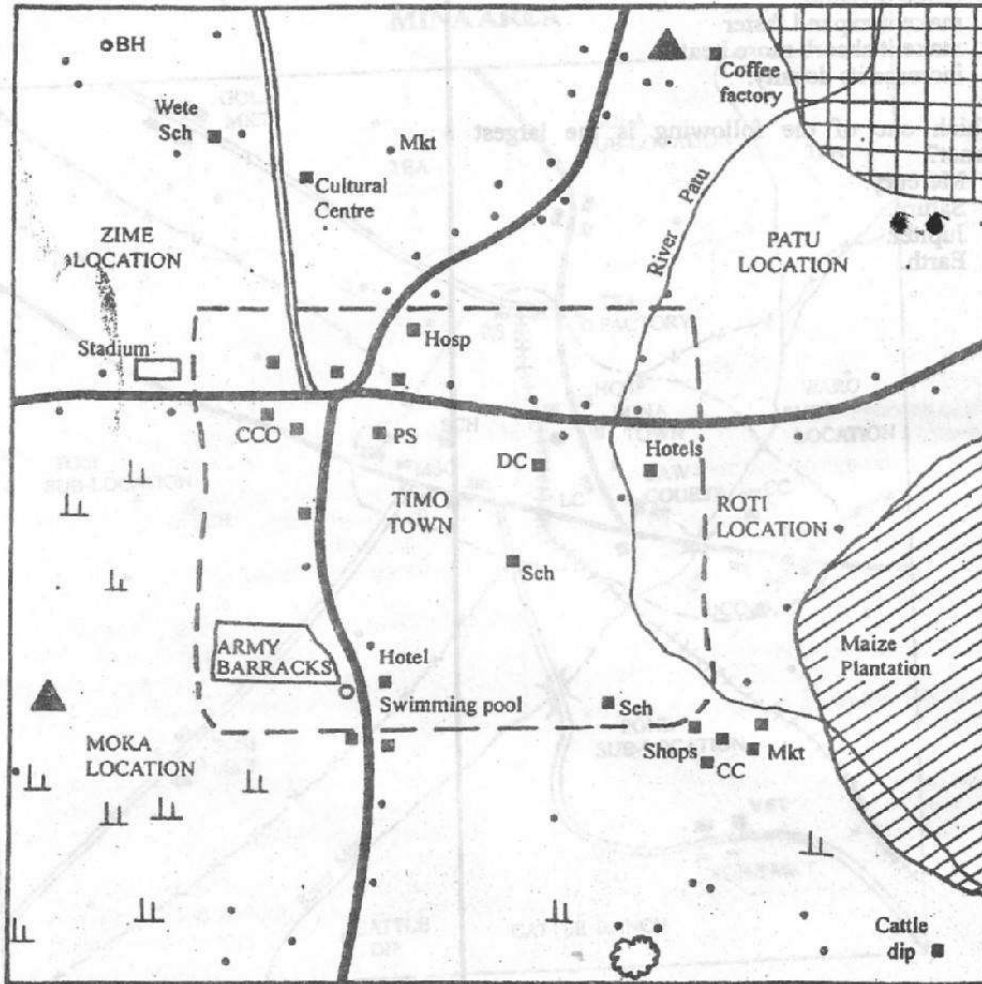 MINA AREA
BH
Coffee
factory
Wete
Sch
Mkt
Cultural
Centre
River Patu
ZIME
LOCATION
PATU
LOCATION
Stadium
Hosp
CCO
PS
DC
Hotels
TIMO
TOWN
ROTI
LOCATION
Sch
ARMY
BARRACKS
Hotel
Maize
Plantation
Swimming pool
Sch
MOKA
LOCATION
Shops
Mkt
CC
Cattle
dip